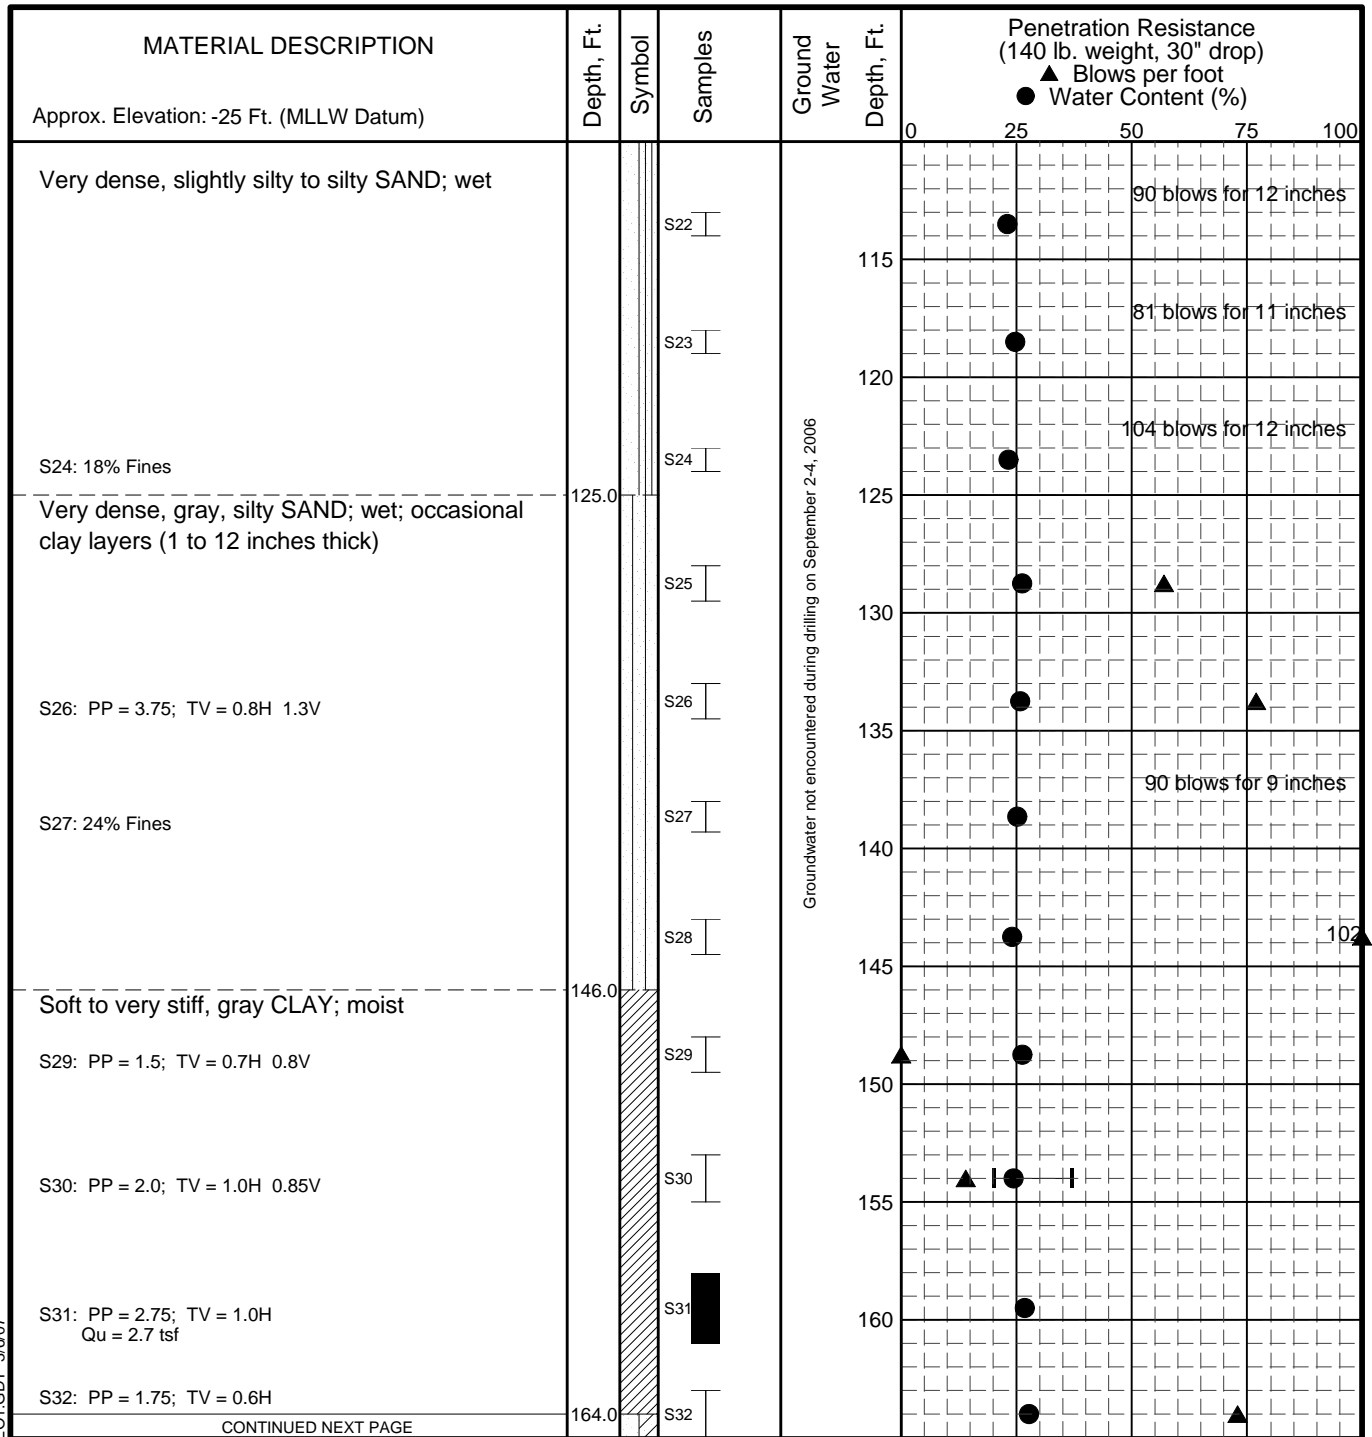 MATERIAL DESCRIPTION
Approx. Elevation: -25 Ft. (MLLW Datum)
Depth, Ft.
Symbol
Samples
Ground
Water
Depth, Ft.
Penetration Resistance
(140 lb. weight, 30" drop)
▲ Blows per foot
● Water Content (%)
0 25 50 75 100
Very dense, slightly silty to silty SAND; wet
90 blows for 12 inches
S22
115
81 blows for 11 inches
S23
120
104 blows for 12 inches
S24: 18% Fines
S24
125.0
125
Very dense, gray, silty SAND; wet; occasional
clay layers (1 to 12 inches thick)
S25
130
S26: PP = 3.75; TV = 0.8H 1.3V
S26
135
90 blows for 9 inches
S27: 24% Fines
S27
140
S28
102
145
146.0
Soft to very stiff, gray CLAY; moist
S29: PP = 1.5; TV = 0.7H 0.8V
S29
150
S30: PP = 2.0; TV = 1.0H 0.85V
S30
155
S31: PP = 2.75; TV = 1.0H
Qu = 2.7 tsf
S31
160
S32: PP = 1.75; TV = 0.6H
S32
164.0
CONTINUED NEXT PAGE
Groundwater not encountered during drilling on September 2-4, 2006